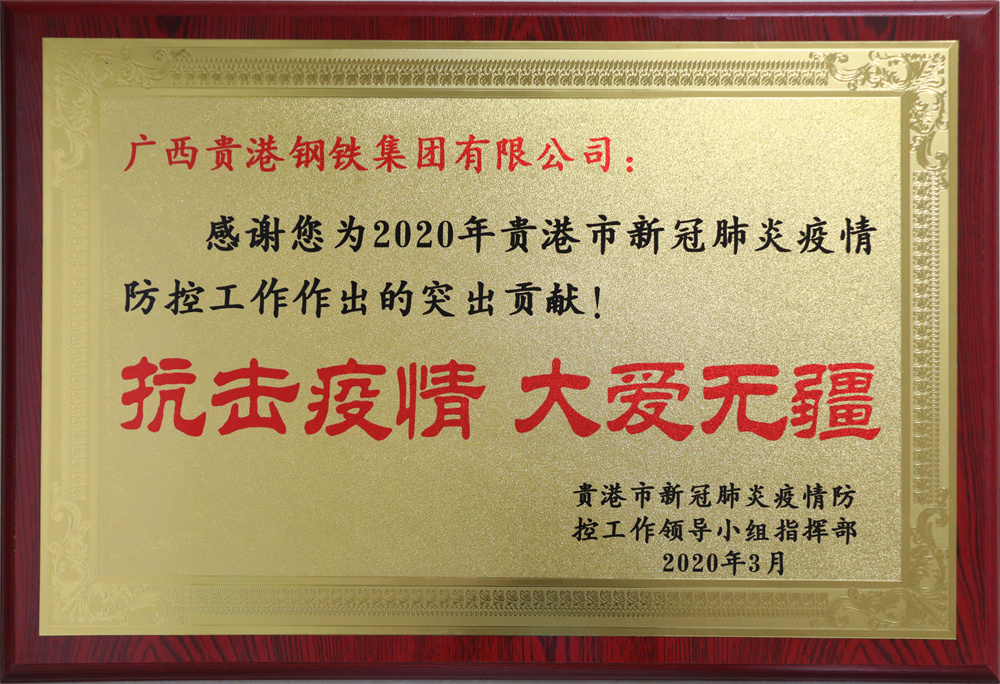 广西贵港钢铁集团有限公司：
感谢您为2020年贵港市新冠肺炎疫情
防控工作作出的突出贡献！
抗击疫情 大爱无疆
贵港市新冠肺炎疫情防
控工作领导小组指挥部
2020年3月